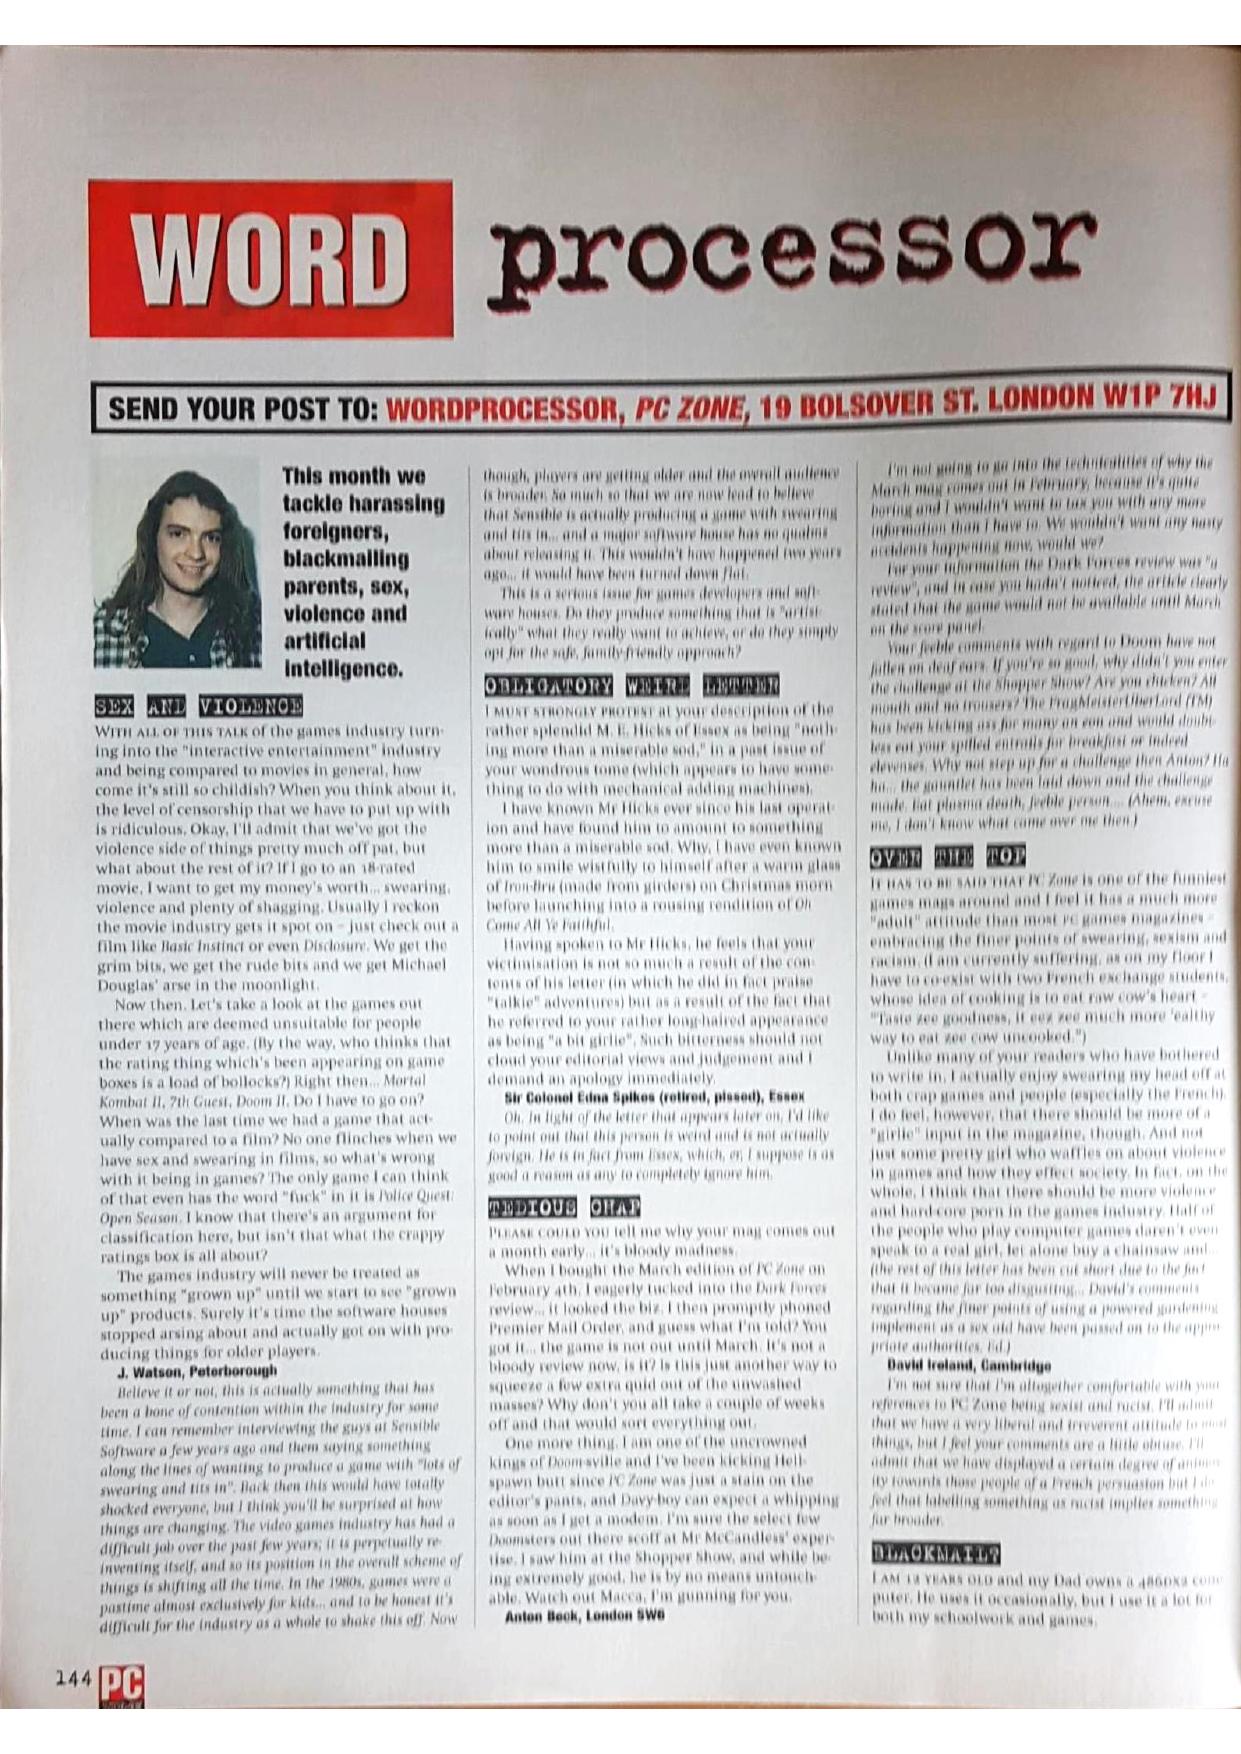 WORD processor
SEND YOUR POST TO: WORDPROCESSOR, PC ZONE, 19 BOLSOVER ST. LONDON W1P 7HJ
This month we
tackle harassing
foreigners,
blackmailing
parents, sex,
violence and
artificial
intelligence.
SEX AND VIOLENCE
WITH ALL OF THIS TALK of the games industry turn-
ing into the "interactive entertainment" industry
and being compared to movies in general, how
come it's still so childish? When you think about it,
the level of censorship that we have to put up with
is ridiculous. Okay, I'll admit that we've got the
violence side of things pretty much off pat, but
what about the rest of it? If I go to an 18-rated
movie, I want to get my money's worth... swearing,
violence and plenty of shagging. Usually I reckon
the movie industry gets it spot on – just check out a
film like Basic Instinct or even Disclosure. We get the
grim bits, we get the rude bits and we get Michael
Douglas' arse in the moonlight.
Now then. Let's take a look at the games out
there which are deemed unsuitable for people
under 17 years of age. (By the way, who thinks that
the rating thing which's been appearing on game
boxes is a load of bollocks?) Right then... Mortal
Kombat II, 7th Guest, Doom II. Do I have to go on?
When was the last time we had a game that act-
ually compared to a film? No one flinches when we
have sex and swearing in films, so what's wrong
with it being in games? The only game I can think
of that even has the word "fuck" in it is Police Quest:
Open Season. I know that there's an argument for
classification here, but isn't that what the crappy
ratings box is all about?
The games industry will never be treated as
something "grown up" until we start to see "grown
up" products. Surely it's time the software houses
stopped arsing about and actually got on with pro-
ducing things for older players.
J. Watson, Peterborough
Believe it or not, this is actually something that has
been a bone of contention within the industry for some
time. I can remember interviewing the guys at Sensible
Software a few years ago and them saying something
along the lines of wanting to produce a game with "lots of
swearing and tits in". Back then this would have totally
shocked everyone, but I think you'll be surprised at how
things are changing. The video games industry has had a
difficult job over the past few years; it is perpetually re-
inventing itself, and so its position in the overall scheme of
things is shifting all the time. In the 1980s, games were a
pastime almost exclusively for kids... and to be honest it's
difficult for the industry as a whole to shake this off. Now
though, players are getting older and the overall audience
is broader. So much so that we are now lead to believe
that Sensible is actually producing a game with swearing
and tits in... and a major software house has no qualms
about releasing it. This wouldn't have happened two years
ago... it would have been turned down flat.
This is a serious issue for games developers and soft-
ware houses. Do they produce something that is "artist-
ically" what they really want to achieve, or do they simply
opt for the safe, family-friendly approach?
OBLIGATORY WEIRD LETTER
I MUST STRONGLY PROTEST at your description of the
rather splendid M. E. Hicks of Essex as being "noth-
ing more than a miserable sod," in a past issue of
your wondrous tome (which appears to have some-
thing to do with mechanical adding machines).
I have known Mr Hicks ever since his last operat-
ion and have found him to amount to something
more than a miserable sod. Why, I have even known
him to smile wistfully to himself after a warm glass
of Iron-Bru (made from girders) on Christmas morn
before launching into a rousing rendition of Oh
Come All Ye Faithful.
Having spoken to Mr Hicks, he feels that your
victimisation is not so much a result of the con-
tents of his letter (in which he did in fact praise
"talkie" adventures) but as a result of the fact that
he referred to your rather long-haired appearance
as being "a bit girlie". Such bitterness should not
cloud your editorial views and judgement and I
demand an apology immediately.
Sir Colonel Edna Spikes (retired, pissed), Essex
Oh. In light of the letter that appears later on, I'd like
to point out that this person is weird and is not actually
foreign. He is in fact from Essex, which, er, I suppose is as
good a reason as any to completely ignore him.
TEDIOUS CHAP
PLEASE COULD YOU tell me why your mag comes out
a month early... it's bloody madness.
When I bought the March edition of PC Zone on
February 4th, I eagerly tucked into the Dark Forces
review... it looked the biz. I then promptly phoned
Premier Mail Order, and guess what I'm told? You
got it... the game is not out until March. It's not a
bloody review now, is it? Is this just another way to
squeeze a few extra quid out of the unwashed
masses? Why don't you all take a couple of weeks
off and that would sort everything out.
One more thing. I am one of the uncrowned
kings of Doomsville and I've been kicking Hell-
spawn butt since PC Zone was just a stain on the
editor's pants, and Davy-boy can expect a whipping
as soon as I get a modem. I'm sure the select few
Doomsters out there scoff at Mr McCandless' exper-
tise. I saw him at the Shopper Show, and while be-
ing extremely good, he is by no means untouch-
able. Watch out Macca, I'm gunning for you.
Anton Beck, London SW6
I'm not going to go into the technicalities of why the
March mag comes out in February, because it's quite
boring and I wouldn't want to tax you with any more
information than I have to. We wouldn't want any nasty
accidents happening now, would we?
For your information the Dark Forces review was "a
review", and in case you hadn't noticed, the article clearly
stated that the game would not be available until March
on the score panel.
Your feeble comments with regard to Doom have not
fallen on deaf ears. If you're so good, why didn't you enter
the challenge at the Shopper Show? Are you chicken? All
mouth and no trousers? The FragMeisterUberLord (TM)
has been kicking ass for many an eon and would doubt-
less eat your spilled entrails for breakfast or indeed
elevenses. Why not step up for a challenge then Anton? Ha
ha... the gauntlet has been laid down and the challenge
made. Eat plasma death, feeble person.... (Ahem, excuse
me, I don't know what came over me then.)
OVER THE TOP
IT HAS TO BE SAID THAT PC Zone is one of the funniest
games mags around and I feel it has a much more
"adult" attitude than most PC games magazines –
embracing the finer points of swearing, sexism and
racism. (I am currently suffering, as on my floor I
have to co-exist with two French exchange students,
whose idea of cooking is to eat raw cow's heart –
"Taste zee goodness, it eez zee much more 'ealthy
way to eat zee cow uncooked.")
Unlike many of your readers who have bothered
to write in, I actually enjoy swearing my head off at
both crap games and people (especially the French).
I do feel, however, that there should be more of a
"girlie" input in the magazine, though. And not
just some pretty girl who waffles on about violence
in games and how they effect society. In fact, on the
whole, I think that there should be more violence
and hard-core porn in the games industry. Half of
the people who play computer games daren't even
speak to a real girl, let alone buy a chainsaw and...
(the rest of this letter has been cut short due to the fact
that it became far too disgusting... David's comments
regarding the finer points of using a powered gardening
implement as a sex aid have been passed on to the appro
priate authorities. Ed.)
David Ireland, Cambridge
I'm not sure that I'm altogether comfortable with your
references to PC Zone being sexist and racist. I'll admit
that we have a very liberal and irreverent attitude to most
things, but I feel your comments are a little obtuse. I'll
admit that we have displayed a certain degree of animos
ity towards those people of a French persuasion but I do
feel that labelling something as racist implies something
far broader.
BLACKMAIL?
I AM 12 YEARS OLD and my Dad owns a 486DX2 com
puter. He uses it occasionally, but I use it a lot for
both my schoolwork and games.
144 PC